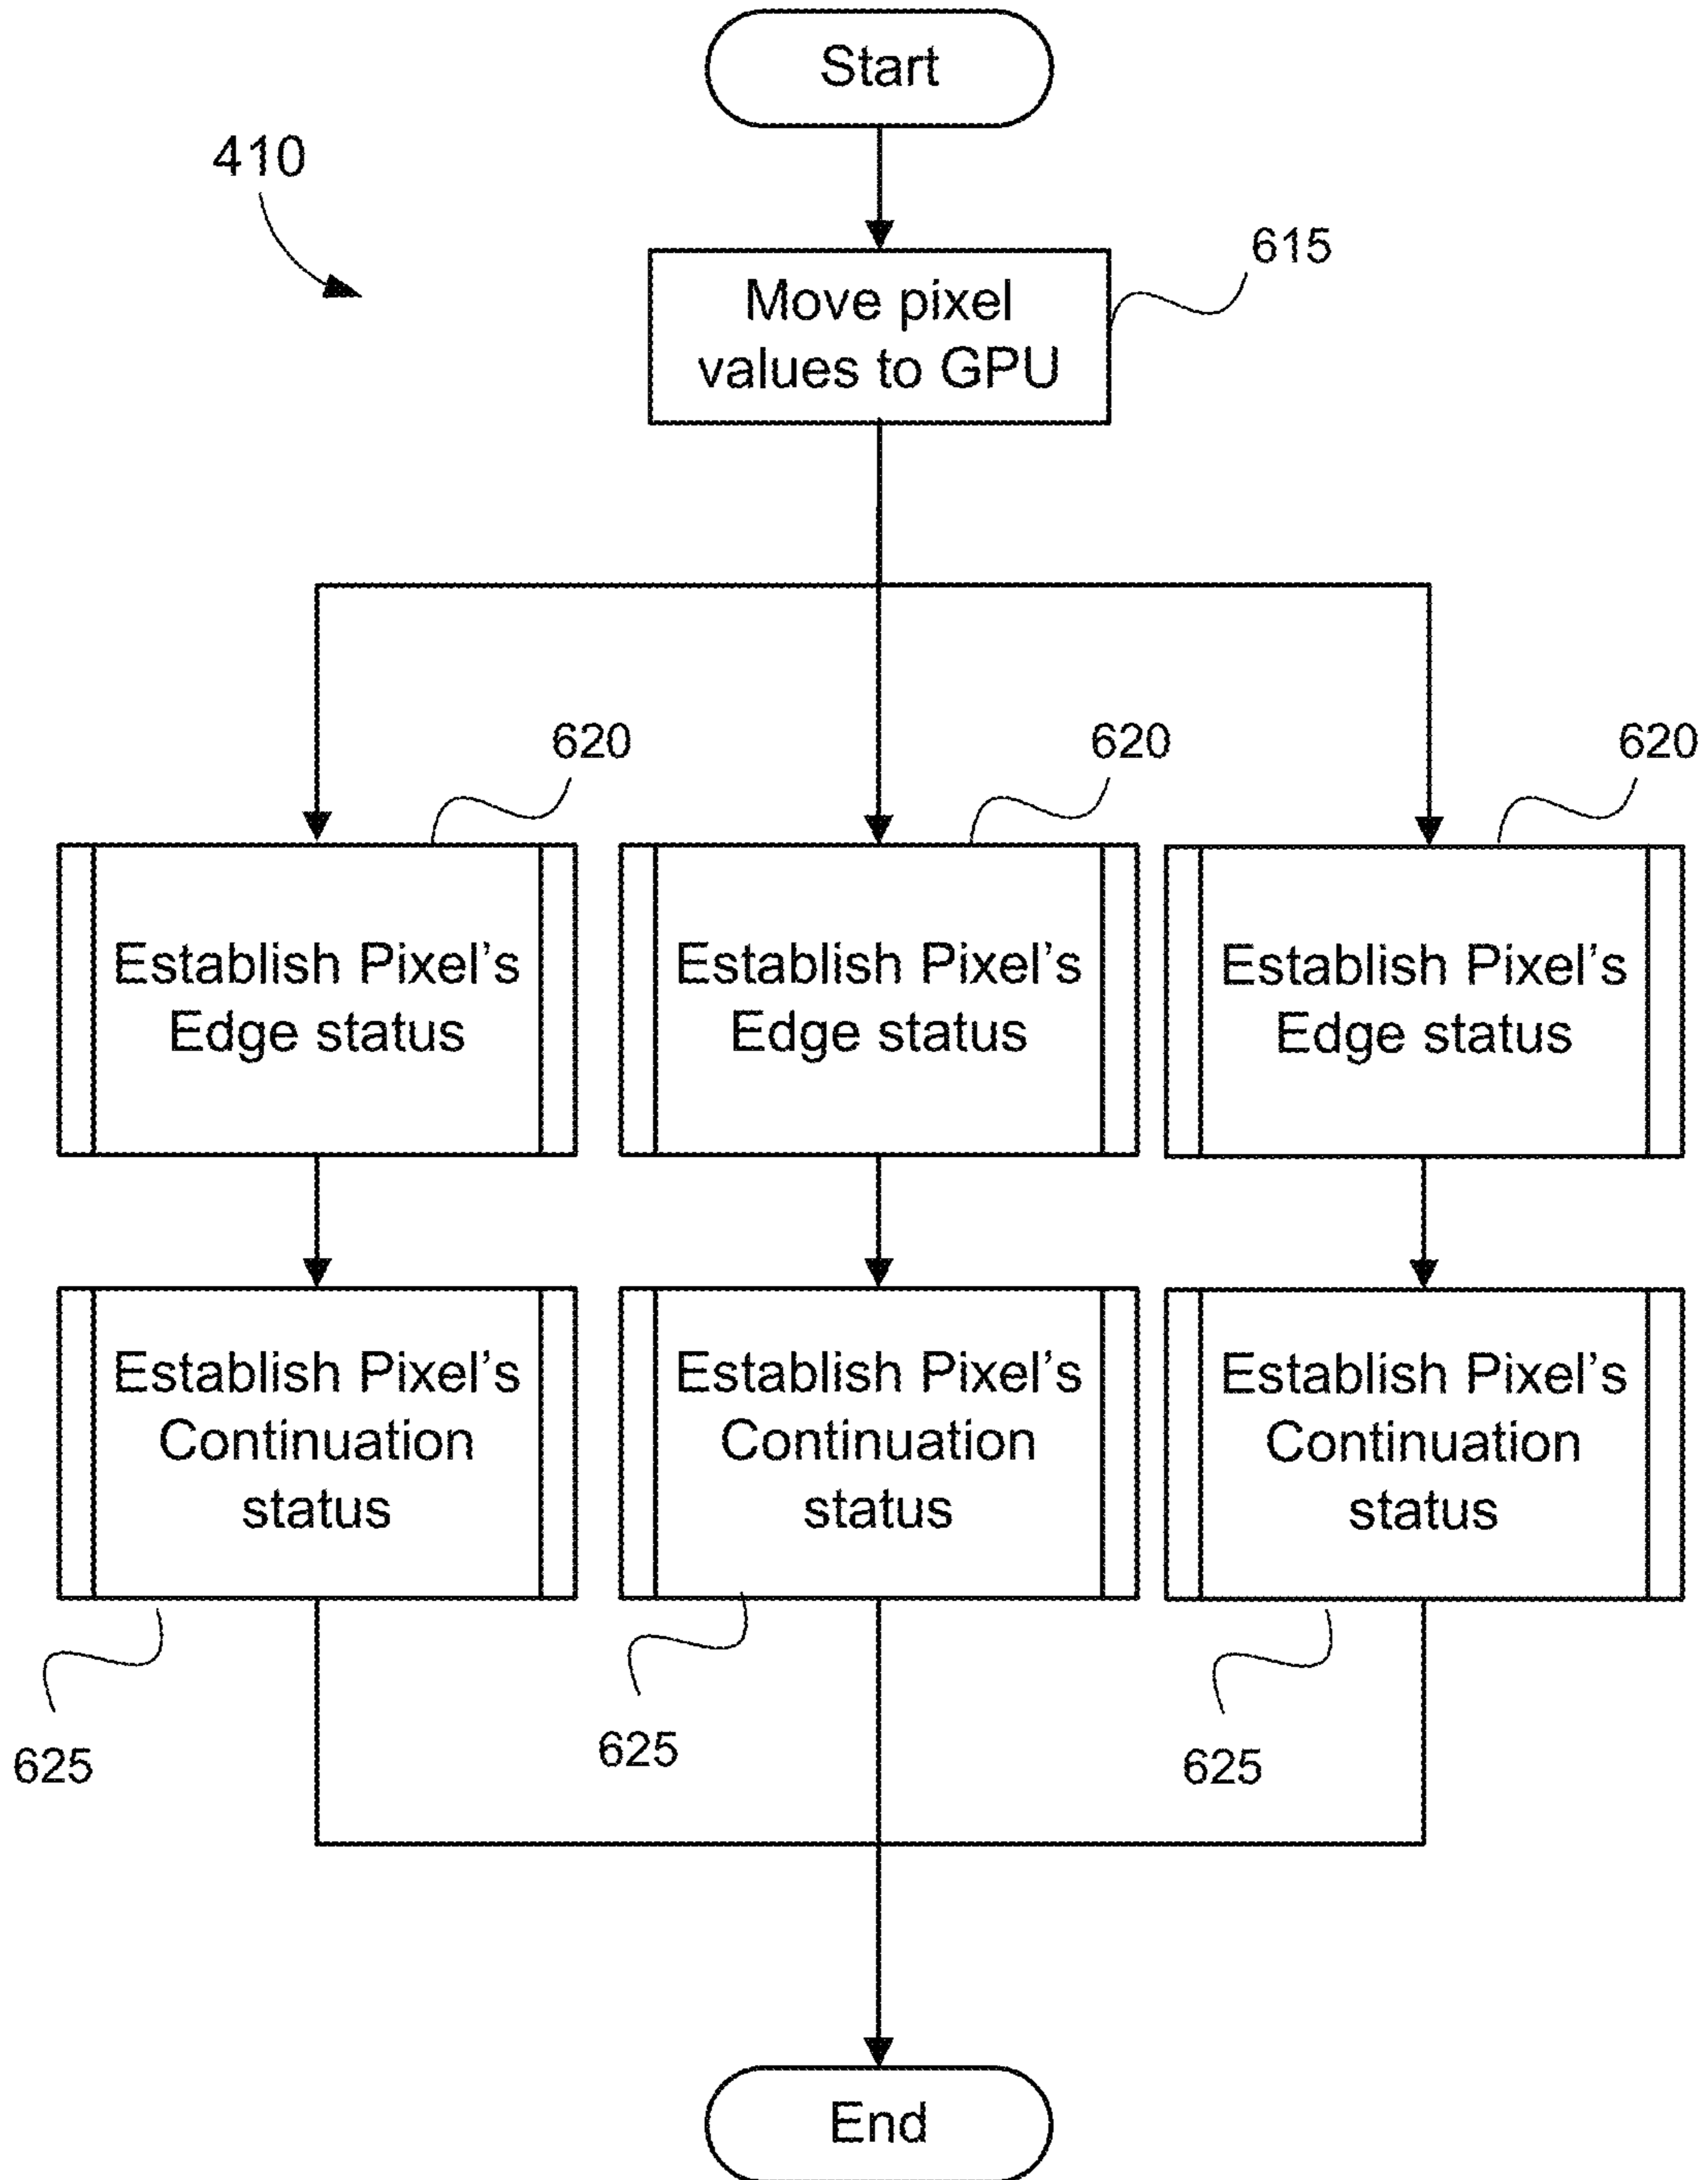 Start
410
615
Move pixel
values to GPU
620
620
620
Establish Pixel’s
Edge status
Establish Pixel’s
Edge status
Establish Pixel’s
Edge status
Establish Pixel’s
Continuation
status
Establish Pixel’s
Continuation
status
Establish Pixel’s
Continuation
status
625
625
625
End